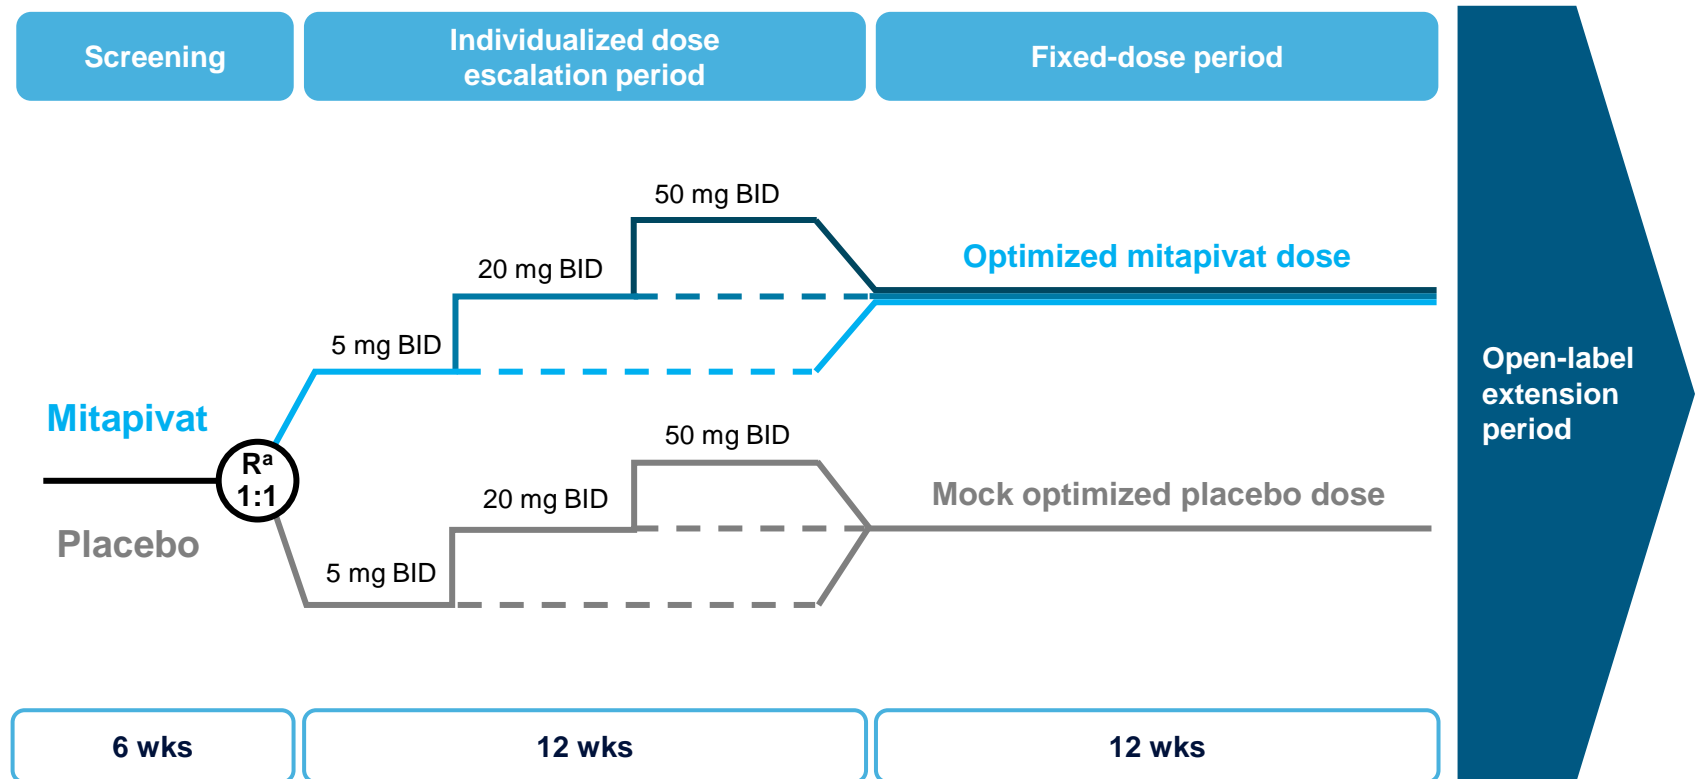 Screening
Individualized dose
escalation period
Fixed-dose period
50 mg BID
20 mg BID
Optimized mitapivat dose
5 mg BID
Open-label
extension
period
Mitapivat
Rᵃ
1:1
50 mg BID
20 mg BID
Mock optimized placebo dose
Placebo
5 mg BID
6 wks
12 wks
12 wks